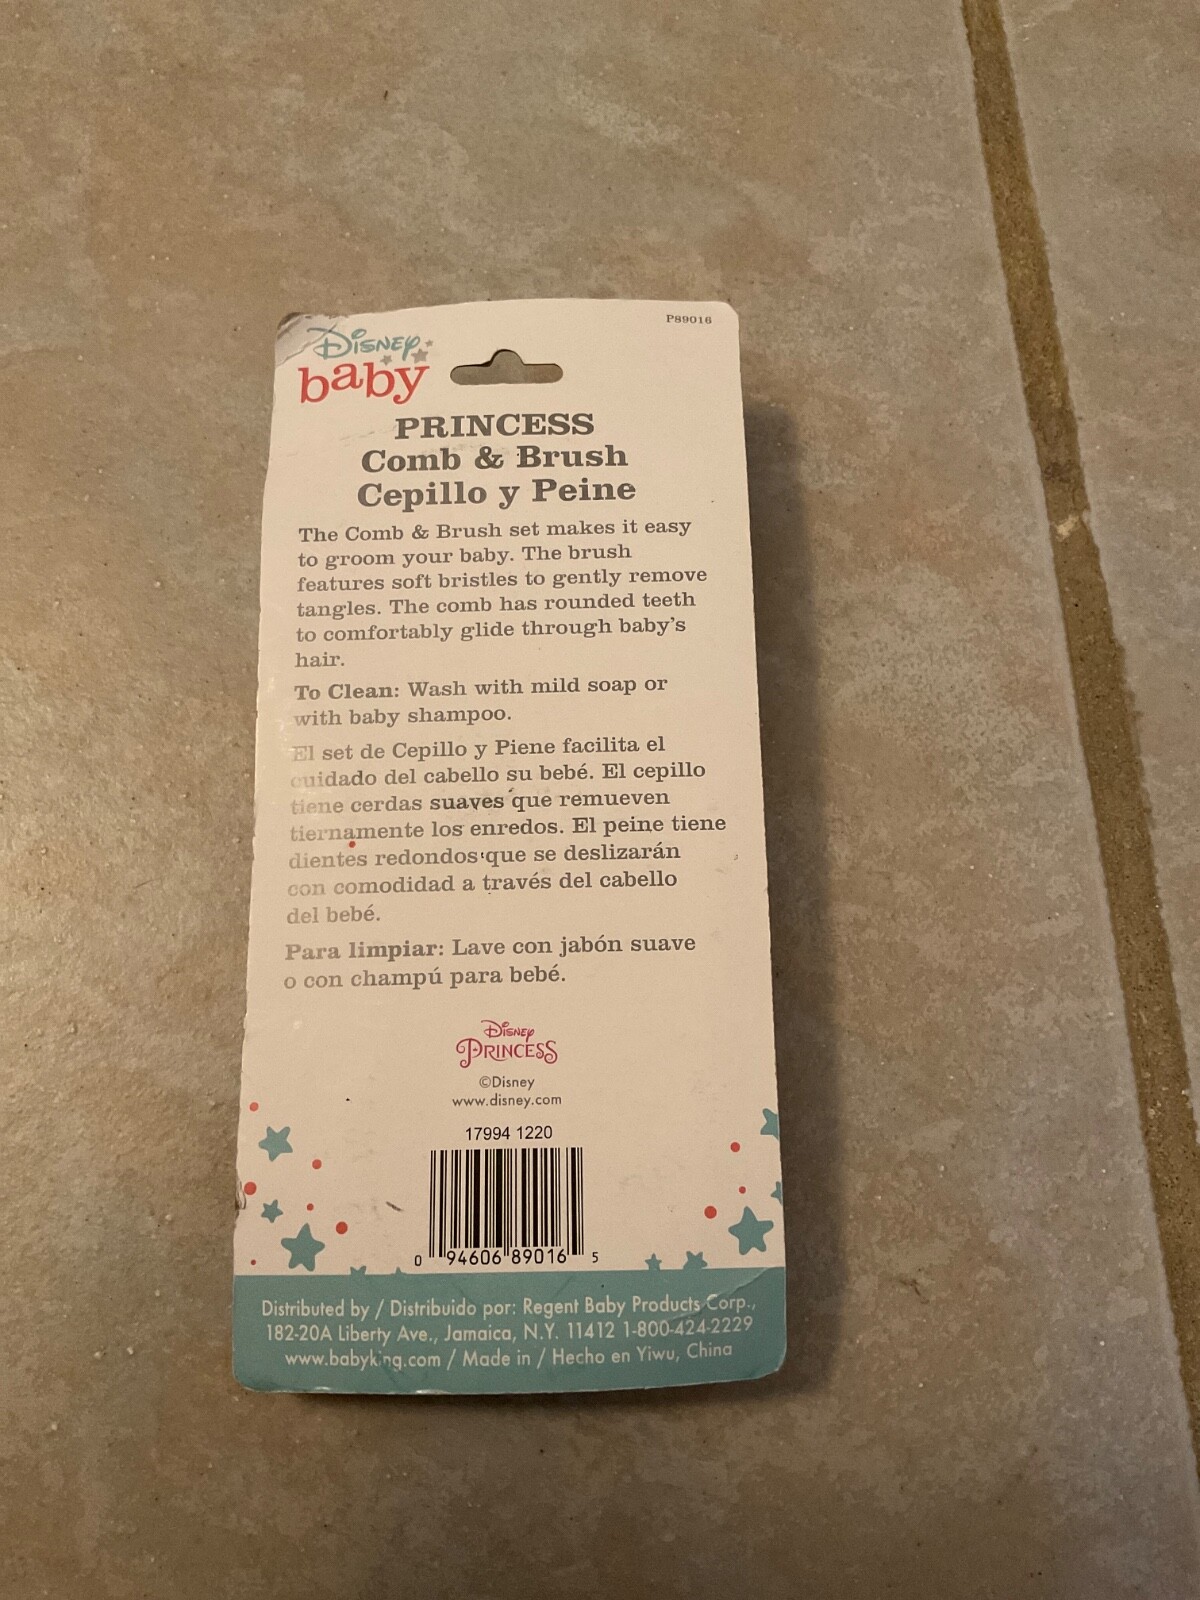 P89016
Disney
baby
PRINCESS
Comb & Brush
Cepillo y Peine
The Comb & Brush set makes it easy
to groom your baby. The brush
features soft bristles to gently remove
tangles. The comb has rounded teeth
to comfortably glide through baby's
hair.
To Clean: Wash with mild soap or
with baby shampoo.
El set de Cepillo y Piene facilita el
cuidado del cabello su bebé. El cepillo
tiene cerdas suaves que remueven
tiernamente los enredos. El peine tiene
dientes redondos que se deslizarán
con comodidad a través del cabello
del bebé.
Para limpiar: Lave con jabón suave
o con champú para bebé.
Disney
PRINCESS
©Disney
www.disney.com
17994 1220
0 94606 89016 5
Distributed by / Distribuido por: Regent Baby Products Corp.,
182-20A Liberty Ave., Jamaica, N.Y. 11412 1-800-424-2229
www.babyking.com / Made in / Hecho en Yiwu, China